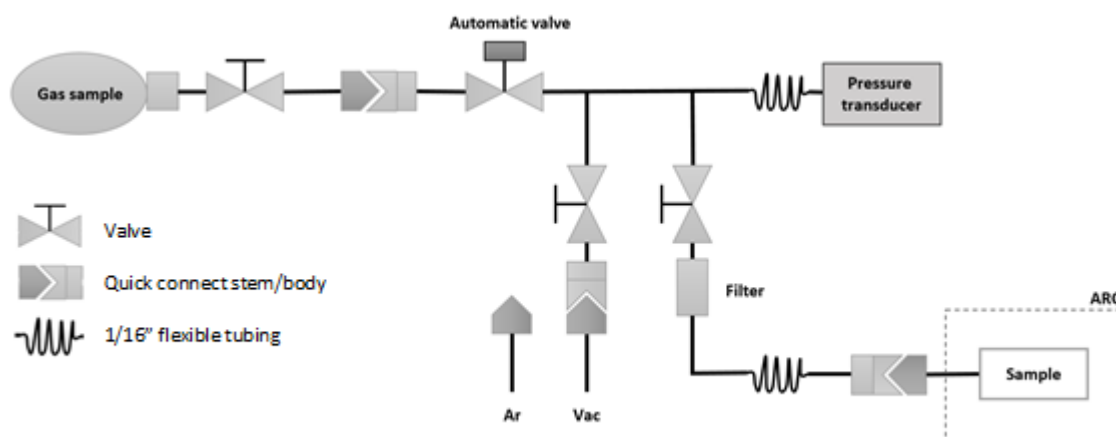 Automatic valve
Gas sample
Pressure
transducer
Valve
Quick connect stem/body
Filter
ARC
1/16” flexible tubing
Sample
Ar
Vac